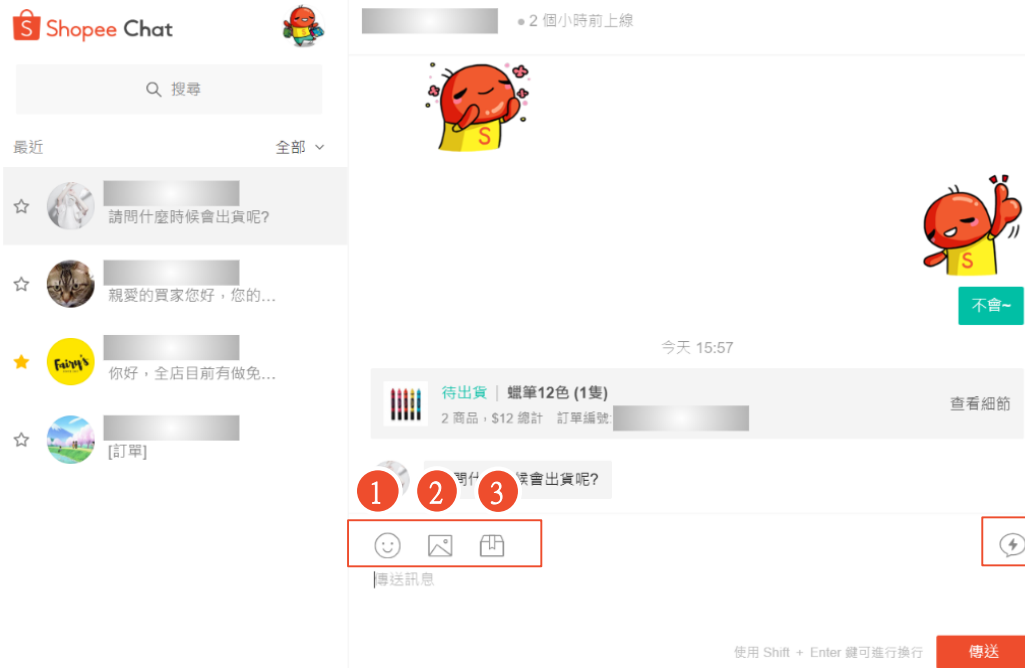 Shopee Chat
搜尋
最近
全部
請問什麼時候會出貨呢?
親愛的買家您好，您的...
Fairy's
你好，全店目前有做免...
[訂單]
2 個小時前上線
S
S
不會~
今天 15:57
待出貨 | 蠟筆12色 (1隻)
2 商品，$12 總計 訂單編號:
查看細節
候會出貨呢?
1 2 3
傳送訊息
使用 Shift + Enter 鍵可進行換行
傳送